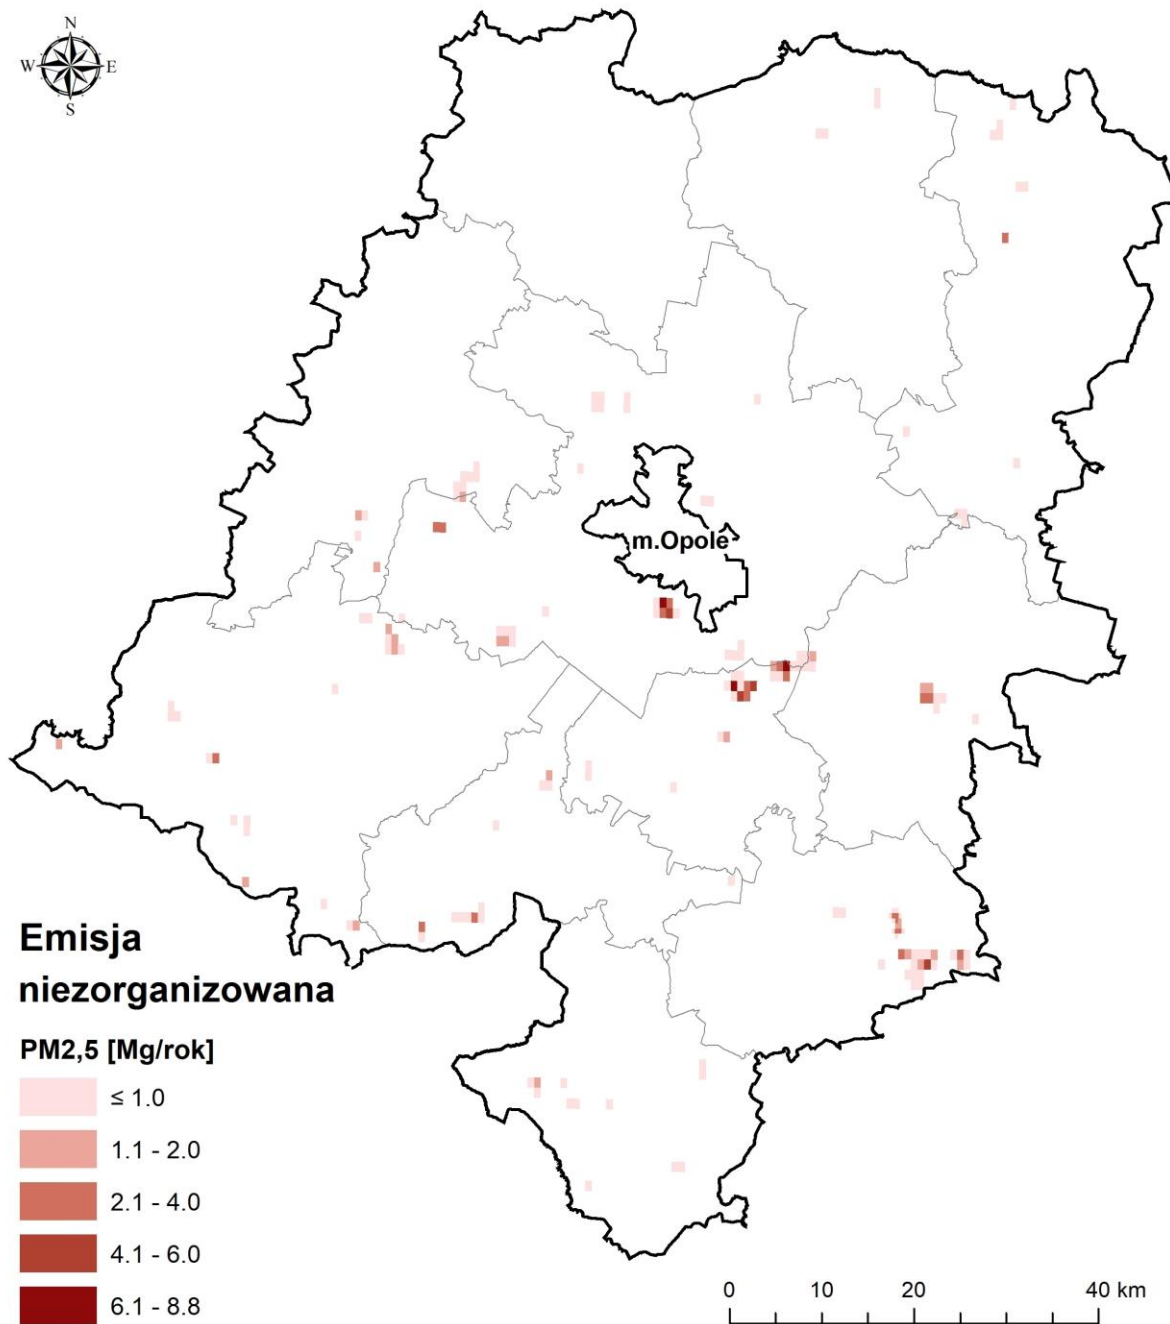 N
W E
S
m.Opole
Emisja
niezorganizowana
PM2,5 [Mg/rok]
≤ 1.0
1.1 - 2.0
2.1 - 4.0
4.1 - 6.0
6.1 - 8.8
0 10 20 40 km